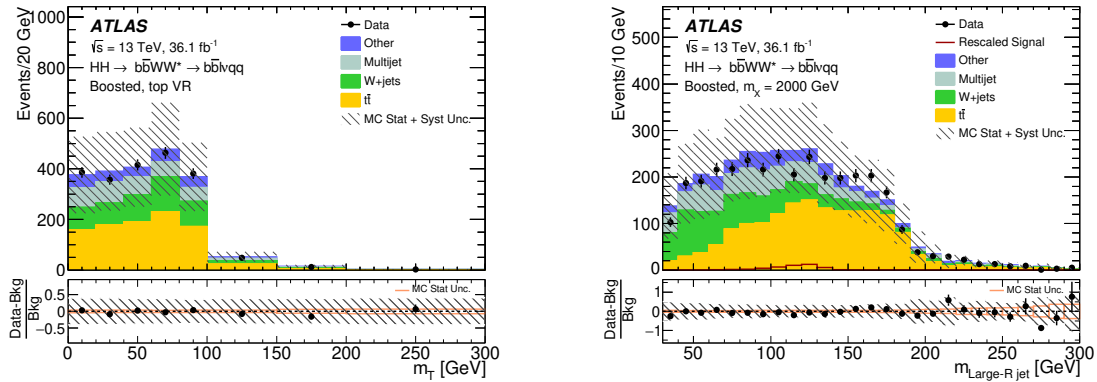 ATLAS
√s = 13 TeV, 36.1 fb⁻¹
HH → bb̅WW* → bb̅lνqq
Boosted, top VR
Data
Other
Multijet
W+jets
tt̅
MC Stat + Syst Unc.
Events/20 GeV
1000
800
600
400
200
0
MC Stat Unc.
Data-Bkg
Bkg
0.5
0.0
−0.5
0 50 100 150 200 250 300
m_T [GeV]
ATLAS
√s = 13 TeV, 36.1 fb⁻¹
HH → bb̅WW* → bb̅lνqq
Boosted, m_X = 2000 GeV
Data
Rescaled Signal
Other
Multijet
W+jets
tt̅
MC Stat + Syst Unc.
Events/10 GeV
500
400
300
200
100
0
MC Stat Unc.
Data-Bkg
Bkg
1
0
−1
50 100 150 200 250 300
m_Large-R jet [GeV]